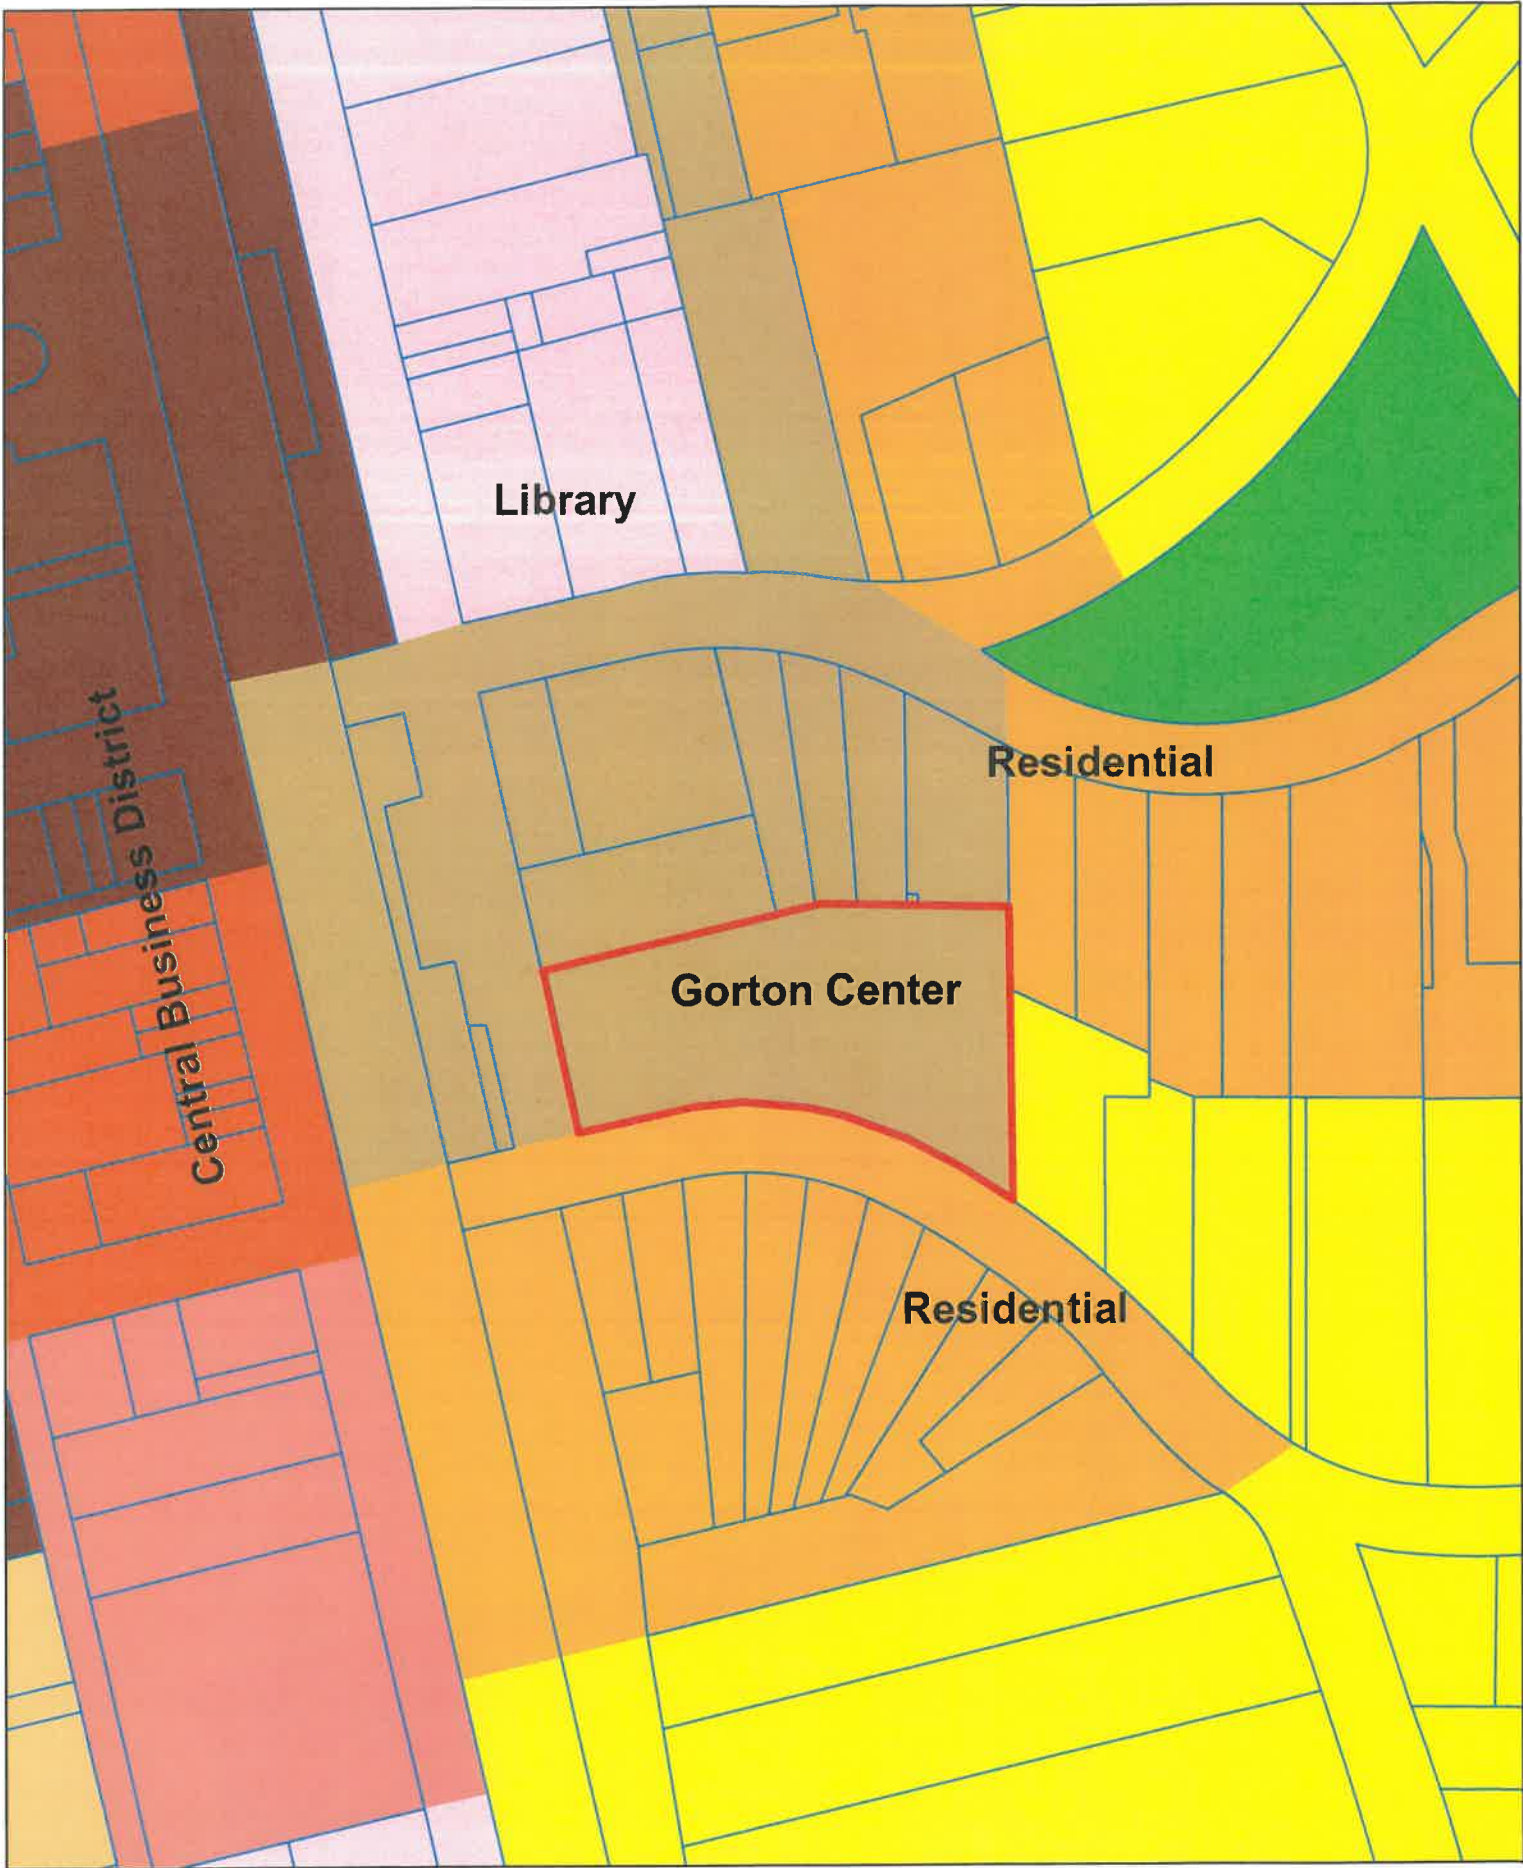 Library
Residential
Central Business District
Gorton Center
Residential